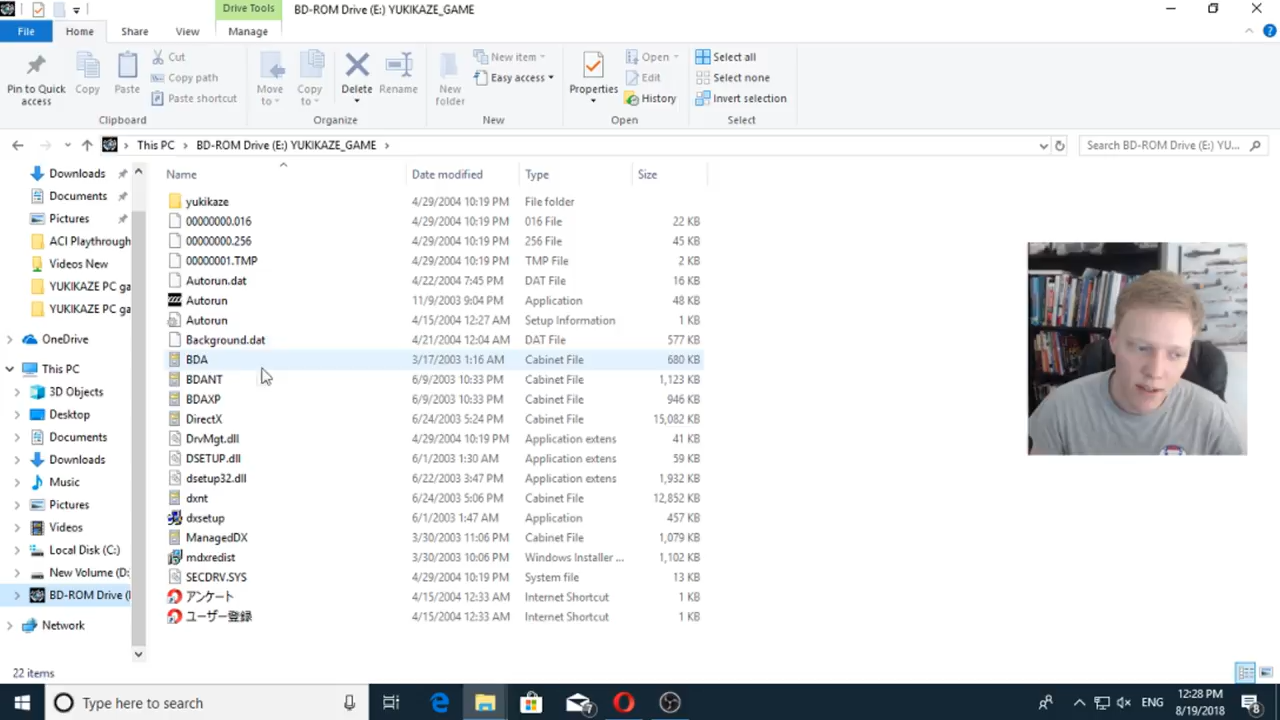 Drive Tools
BD-ROM Drive (E:) YUKIKAZE_GAME
File
Home
Share
View
Manage
Pin to Quick access
Copy
Paste
Cut
Copy path
Paste shortcut
Clipboard
Move to
Copy to
Delete
Rename
Organize
New folder
New item
Easy access
New
Properties
Open
Edit
History
Open
Select all
Select none
Invert selection
Select
This PC
BD-ROM Drive (E:) YUKIKAZE_GAME
Search BD-ROM Drive (E:) YU...
Name Date modified Type Size
yukikaze 4/29/2004 10:19 PM File folder
00000000.016 4/29/2004 10:19 PM 016 File 22 KB
00000000.256 4/29/2004 10:19 PM 256 File 45 KB
00000001.TMP 4/29/2004 10:19 PM TMP File 2 KB
Autorun.dat 4/22/2004 7:45 PM DAT File 16 KB
Autorun 11/9/2003 9:04 PM Application 48 KB
Autorun 4/15/2004 12:27 AM Setup Information 1 KB
Background.dat 4/21/2004 12:04 AM DAT File 577 KB
BDA 3/17/2003 1:16 AM Cabinet File 680 KB
BDANT 6/9/2003 10:33 PM Cabinet File 1,123 KB
BDAXP 6/9/2003 10:33 PM Cabinet File 946 KB
DirectX 6/24/2003 5:24 PM Cabinet File 15,082 KB
DrvMgt.dll 4/29/2004 10:19 PM Application extens 41 KB
DSETUP.dll 6/1/2003 1:30 AM Application extens 59 KB
dsetup32.dll 6/22/2003 3:47 PM Application extens 1,932 KB
dxnt 6/24/2003 5:06 PM Cabinet File 12,852 KB
dxsetup 6/1/2003 1:47 AM Application 457 KB
ManagedDX 3/30/2003 11:06 PM Cabinet File 1,079 KB
mdxredist 3/30/2003 10:06 PM Windows Installer ... 1,102 KB
SECDRV.SYS 4/29/2004 10:19 PM System file 13 KB
アンケート 4/15/2004 12:33 AM Internet Shortcut 1 KB
ユーザー登録 4/15/2004 12:33 AM Internet Shortcut 1 KB
Downloads
Documents
Pictures
ACI Playthrough
Videos New
YUKIKAZE PC ga
YUKIKAZE PC ga
OneDrive
This PC
3D Objects
Desktop
Documents
Downloads
Music
Pictures
Videos
Local Disk (C:)
New Volume (D:
BD-ROM Drive (
Network
22 items
Type here to search
7
ENG
12:28 PM
8/19/2018
8